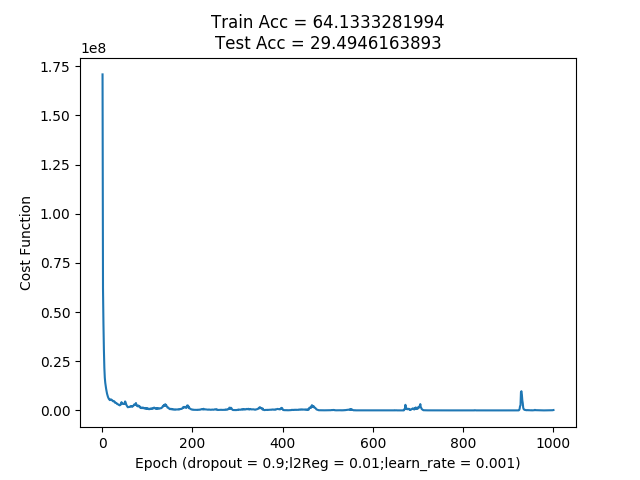 Train Acc = 64.1333281994
Test Acc = 29.4946163893
1e8
1.75
1.50
1.25
1.00
0.75
0.50
0.25
0.00
Cost Function
0 200 400 600 800 1000
Epoch (dropout = 0.9;l2Reg = 0.01;learn_rate = 0.001)